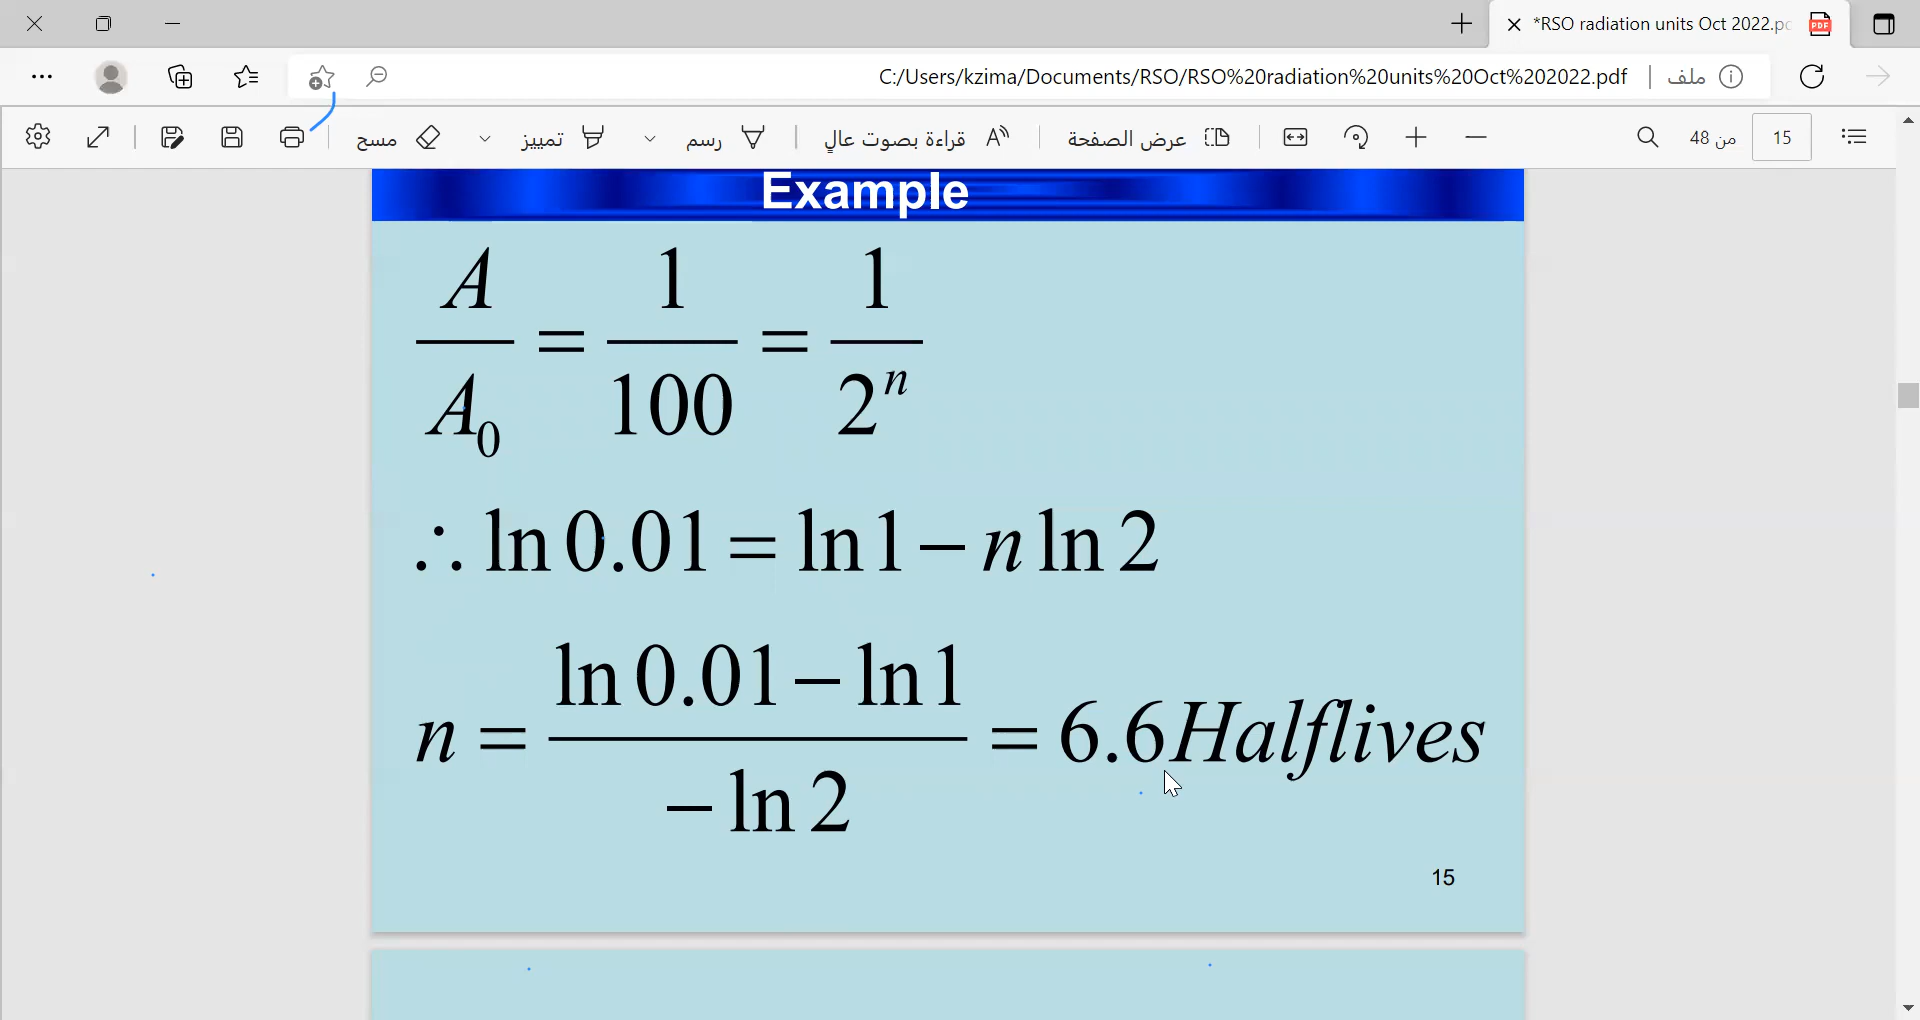 *RSO radiation units Oct 2022.pd
C:/Users/kzima/Documents/RSO/RSO%20radiation%20units%20Oct%202022.pdf | ملف
15 من 48
عرض الصفحة
قراءة بصوت عالٍ
رسم
تمييز
مسح
Example
A/A₀ = 1/100 = 1/2ⁿ
∴ ln 0.01 = ln 1 − n ln 2
n = (ln 0.01 − ln 1)/(− ln 2) = 6.6 Halflives
15